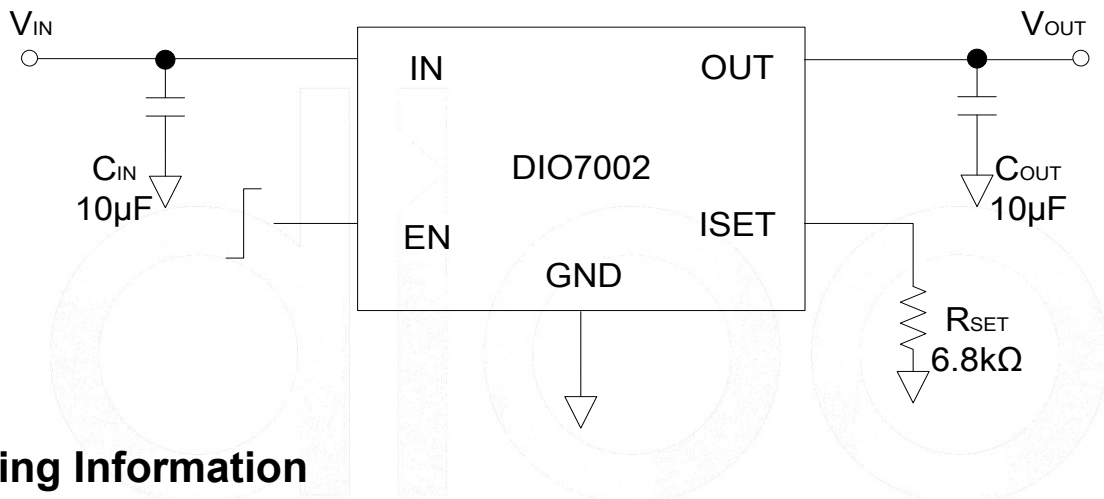 VIN
VOUT
IN
OUT
DIO7002
CIN
10µF
COUT
10µF
EN
ISET
GND
RSET
6.8kΩ
ing Information